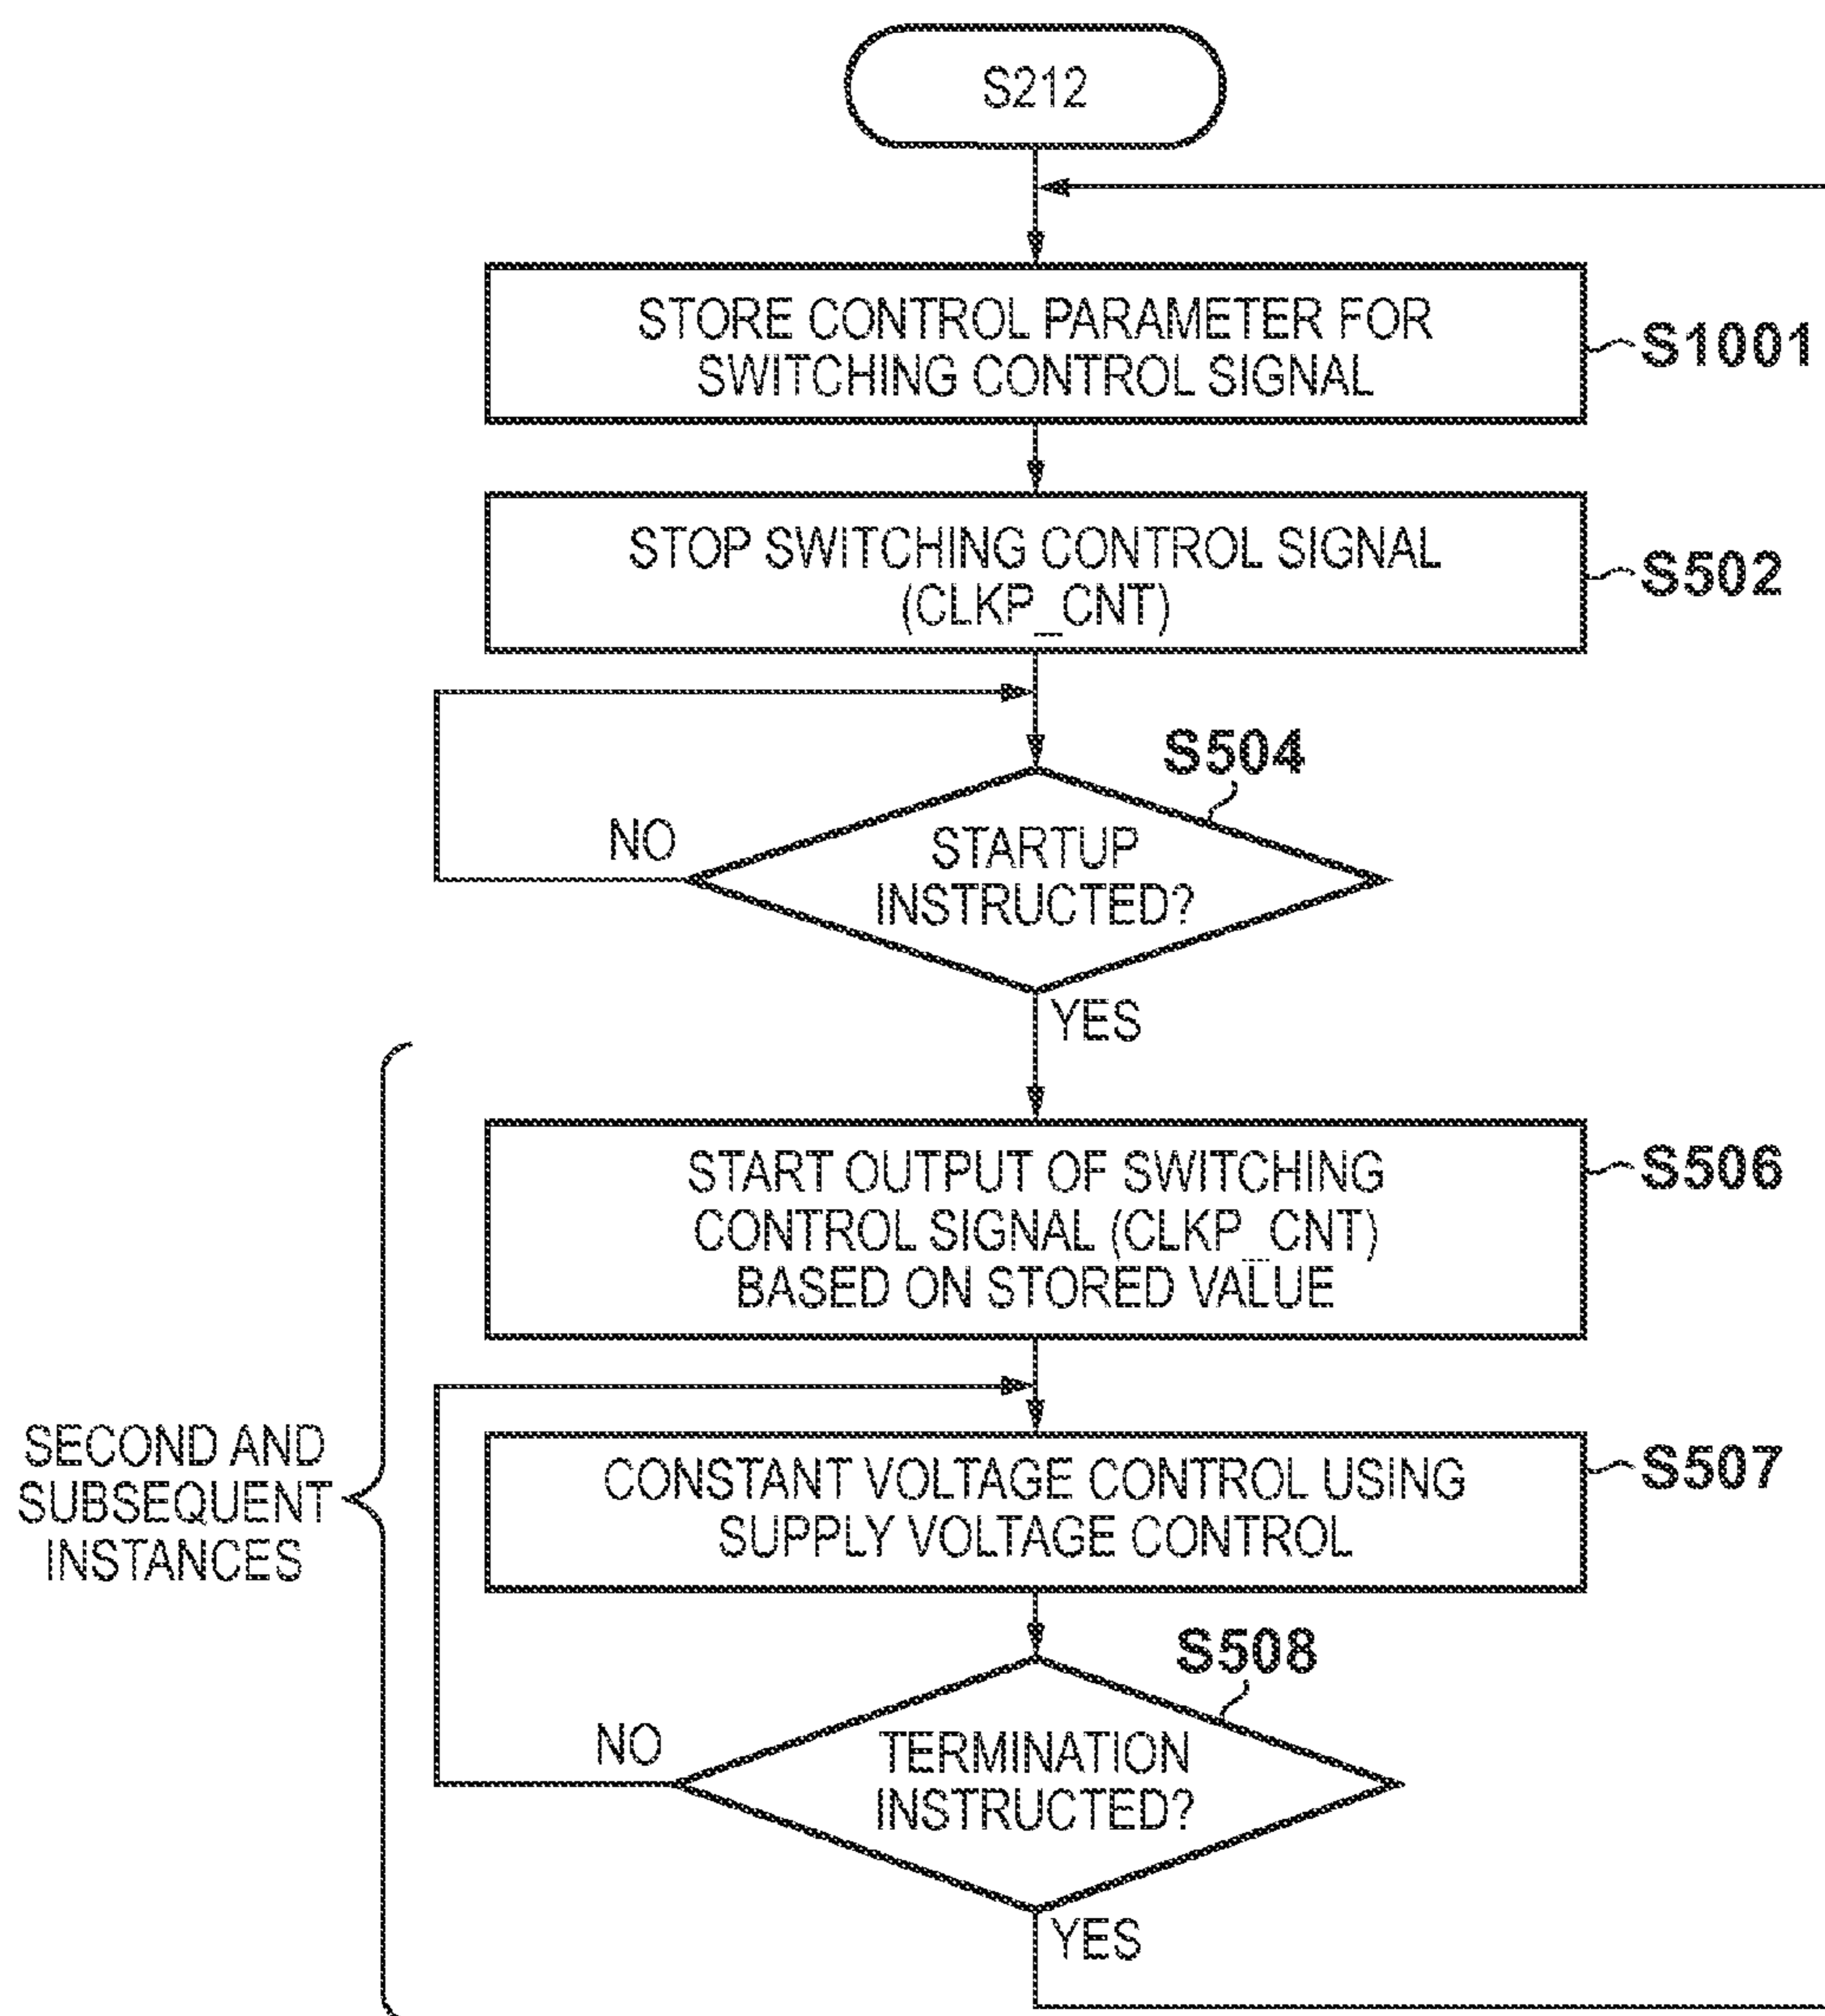 S212
STORE CONTROL PARAMETER FOR
SWITCHING CONTROL SIGNAL
S1001
STOP SWITCHING CONTROL SIGNAL
(CLKP_CNT)
S502
S504
NO
STARTUP
INSTRUCTED?
YES
START OUTPUT OF SWITCHING
CONTROL SIGNAL (CLKP_CNT)
BASED ON STORED VALUE
S506
SECOND AND
SUBSEQUENT
INSTANCES
CONSTANT VOLTAGE CONTROL USING
SUPPLY VOLTAGE CONTROL
S507
S508
NO
TERMINATION
INSTRUCTED?
YES